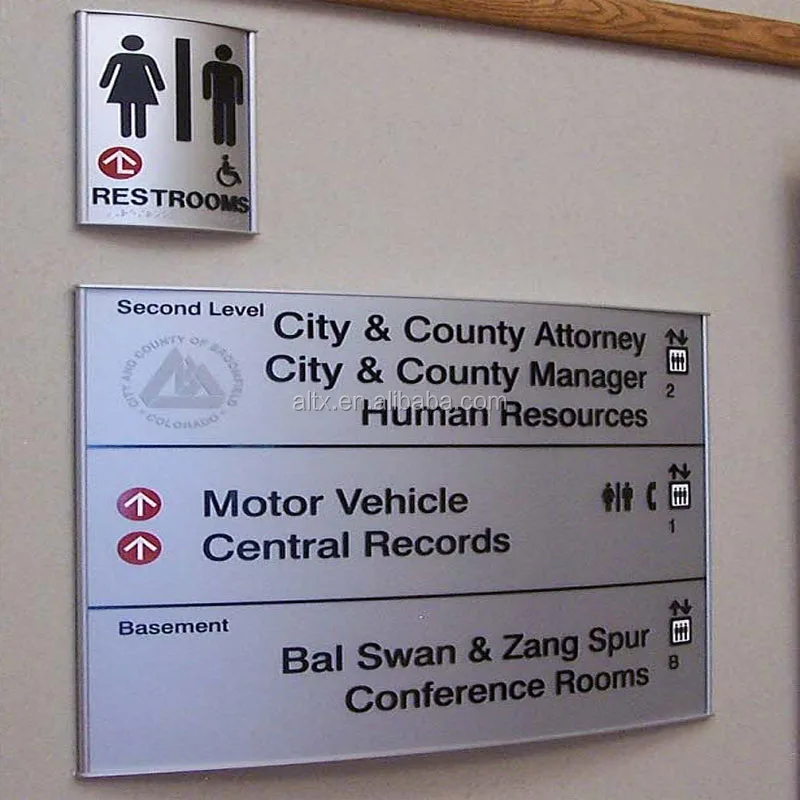 RESTROOMS
Second Level
City & County Attorney
City & County Manager
Human Resources
2
CITY AND COUNTY OF BROOMFIELD
COLORADO
altx.en.alibaba.com
Motor Vehicle
Central Records
1
Basement
Bal Swan & Zang Spur
Conference Rooms
B